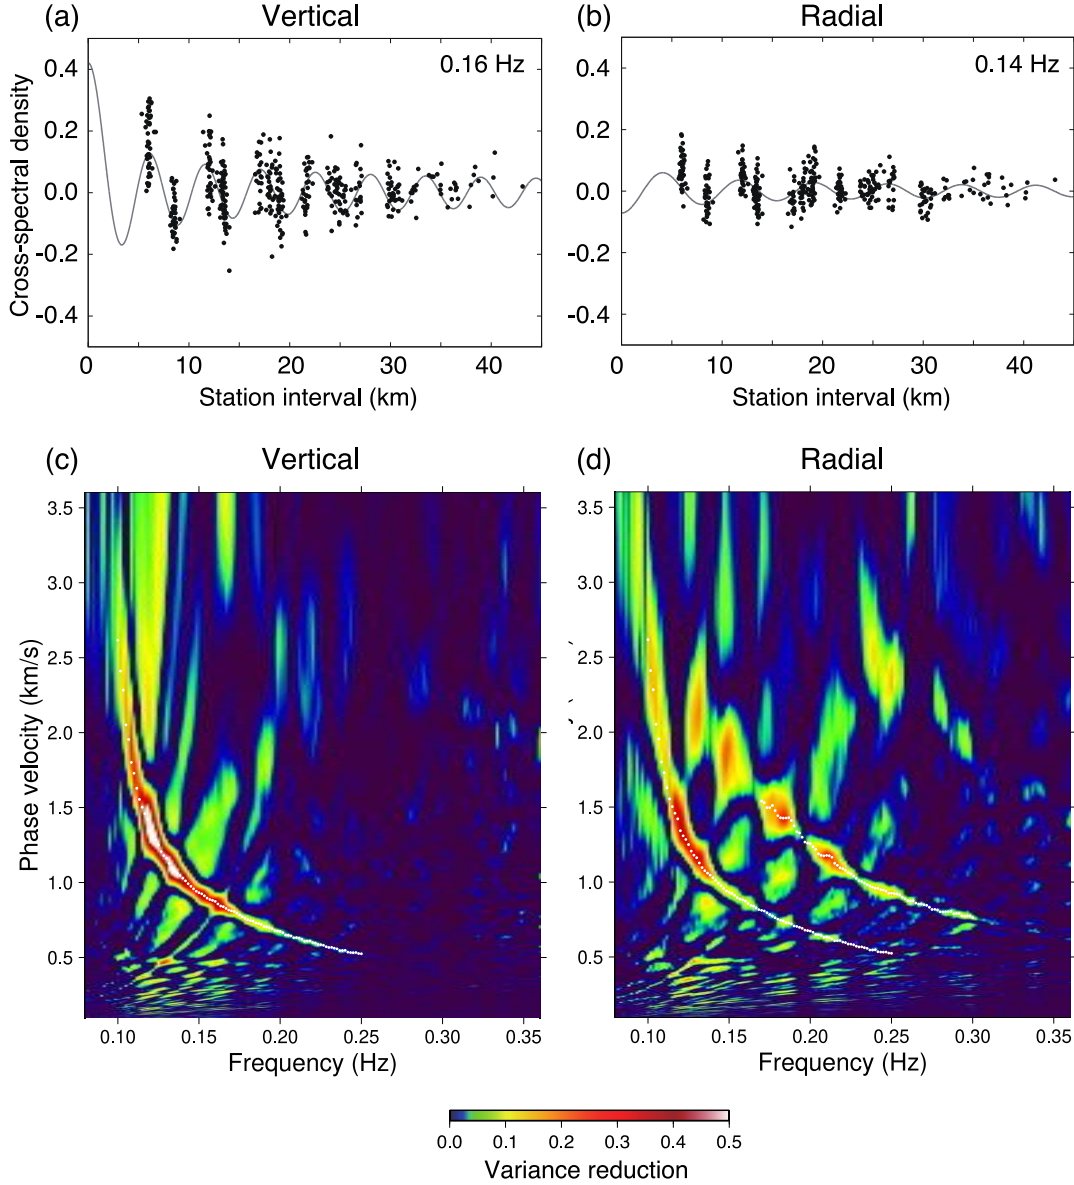 (a) Vertical
0.16 Hz
Cross-spectral density
0.4
0.2
0.0
-0.2
-0.4
0 10 20 30 40
Station interval (km)
(b) Radial
0.14 Hz
0.4
0.2
0.0
-0.2
-0.4
0 10 20 30 40
Station interval (km)
(c) Vertical
Phase velocity (km/s)
3.5
3.0
2.5
2.0
1.5
1.0
0.5
0.10 0.15 0.20 0.25 0.30 0.35
Frequency (Hz)
(d) Radial
3.5
3.0
2.5
2.0
1.5
1.0
0.5
0.10 0.15 0.20 0.25 0.30 0.35
Frequency (Hz)
0.0 0.1 0.2 0.3 0.4 0.5
Variance reduction